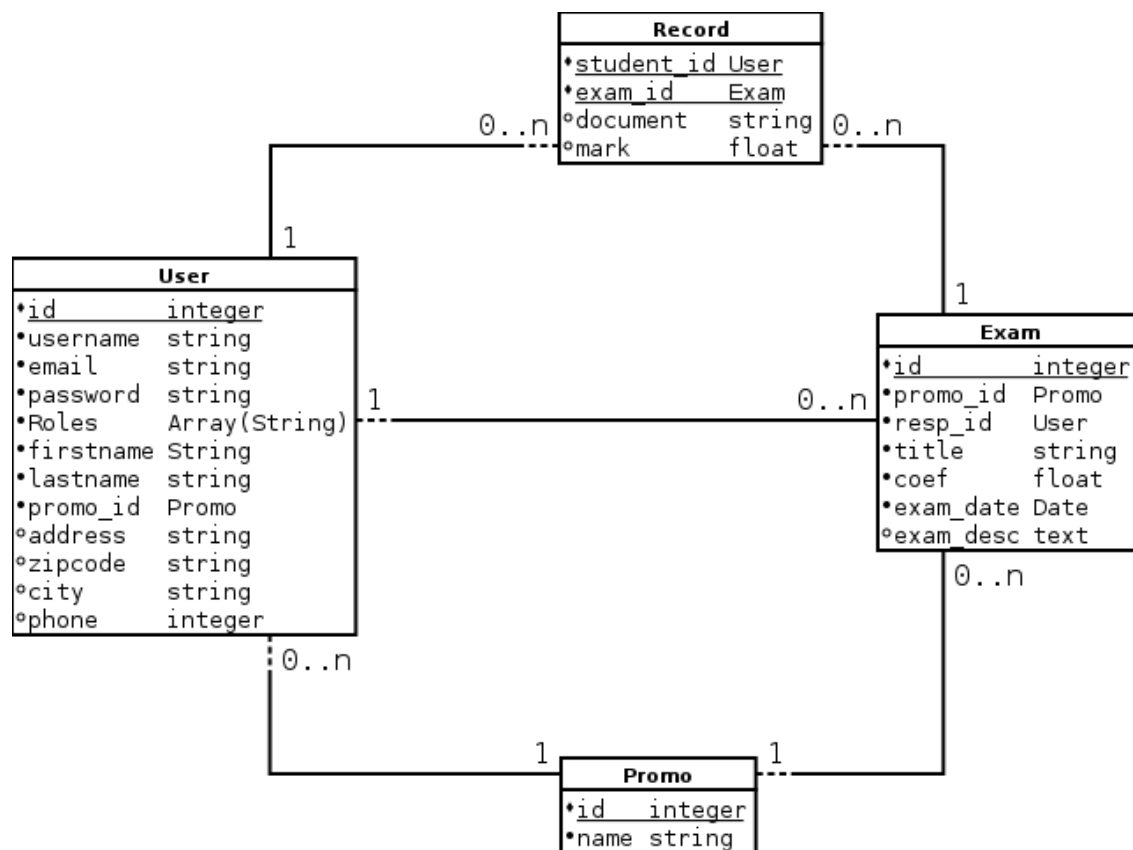 Record
student_id User
exam_id Exam
document string
mark float
0..n
0..n
1
1
User
id integer
username string
email string
password string
Roles Array(String)
firstname String
lastname string
promo_id Promo
address string
zipcode string
city string
phone integer
1
0..n
Exam
id integer
promo_id Promo
resp_id User
title string
coef float
exam_date Date
exam_desc text
0..n
0..n
1
1
Promo
id integer
name string